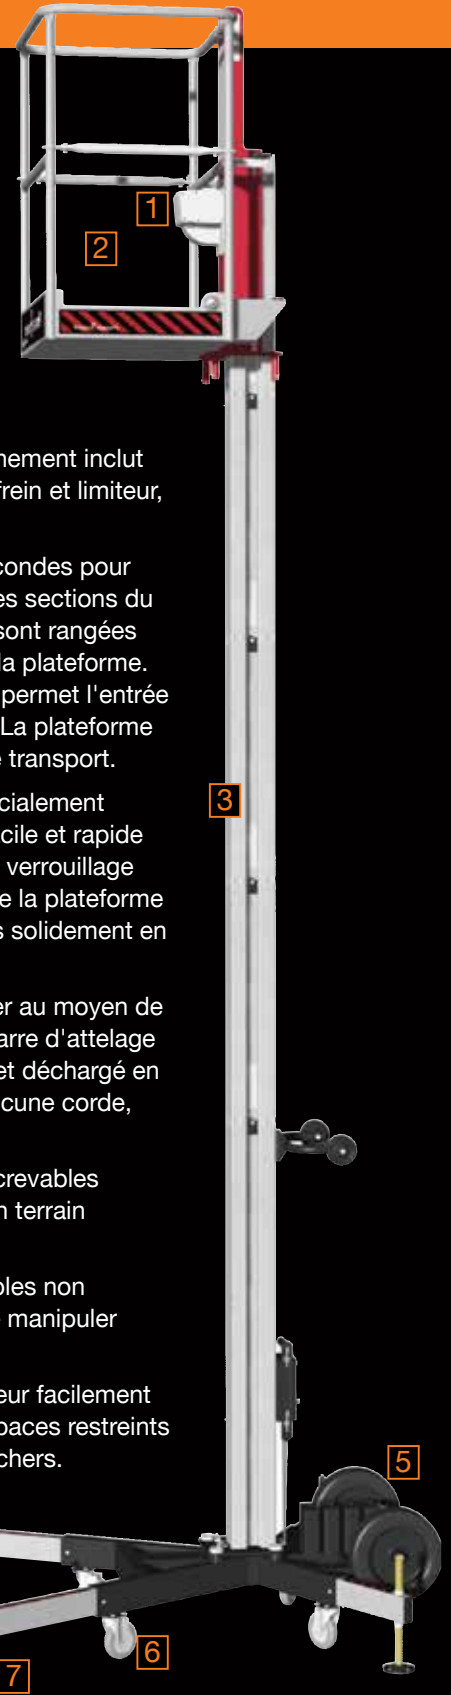 1
2
nement inclut
frein et limiteur,
condes pour
es sections du
sont rangées
la plateforme.
permet l'entrée
La plateforme
e transport.
3
cialement
acile et rapide
verrouillage
e la plateforme
s solidement en
er au moyen de
arre d'attelage
et déchargé en
cune corde,
crevables
n terrain
bles non
e manipuler
eur facilement
paces restreints
chers.
5
6
7